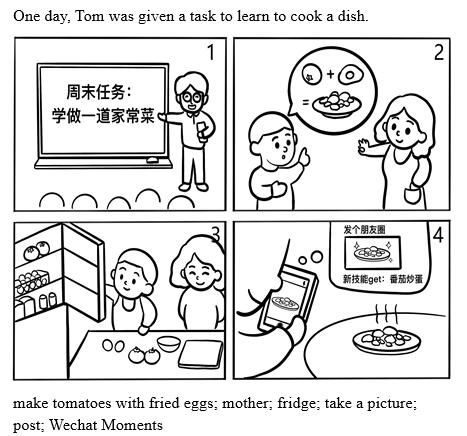 One day, Tom was given a task to learn to cook a dish.
1
周末任务：
学做一道家常菜
2
+
=
3
4
发个朋友圈
新技能get：番茄炒蛋
make tomatoes with fried eggs; mother; fridge; take a picture;
post; Wechat Moments